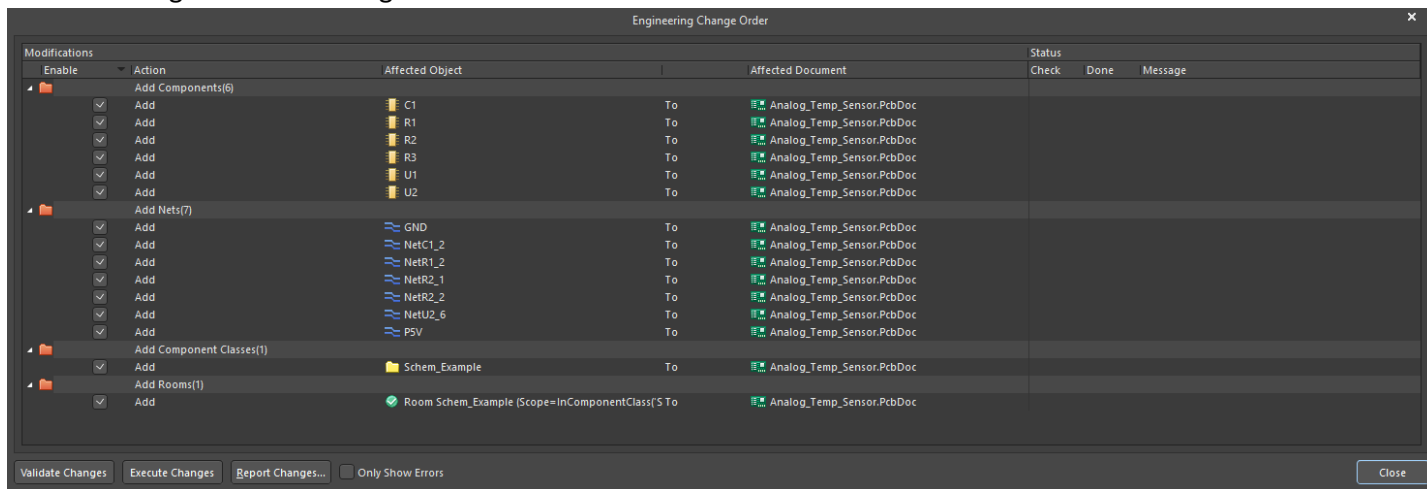 Engineering Change Order
Modifications Status
Enable Action Affected Object Affected Document Check Done Message
Add Components(6)
Add C1 To Analog_Temp_Sensor.PcbDoc
Add R1 To Analog_Temp_Sensor.PcbDoc
Add R2 To Analog_Temp_Sensor.PcbDoc
Add R3 To Analog_Temp_Sensor.PcbDoc
Add U1 To Analog_Temp_Sensor.PcbDoc
Add U2 To Analog_Temp_Sensor.PcbDoc
Add Nets(7)
Add GND To Analog_Temp_Sensor.PcbDoc
Add NetC1_2 To Analog_Temp_Sensor.PcbDoc
Add NetR1_2 To Analog_Temp_Sensor.PcbDoc
Add NetR2_1 To Analog_Temp_Sensor.PcbDoc
Add NetR2_2 To Analog_Temp_Sensor.PcbDoc
Add NetU2_6 To Analog_Temp_Sensor.PcbDoc
Add P5V To Analog_Temp_Sensor.PcbDoc
Add Component Classes(1)
Add Schem_Example To Analog_Temp_Sensor.PcbDoc
Add Rooms(1)
Add Room Schem_Example (Scope=InComponentClass('S To Analog_Temp_Sensor.PcbDoc
Validate Changes Execute Changes Report Changes... Only Show Errors Close